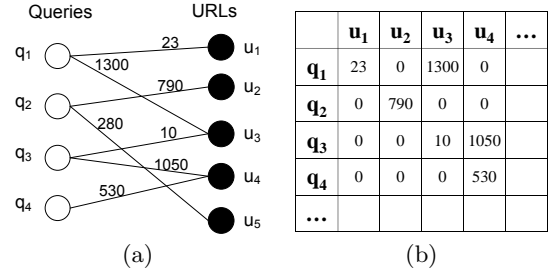 Queries URLs
q1 23 u1
1300
q2 790 u2
280
q3 10 u3
1050 u4
q4 530
u5
(a)
u1 u2 u3 u4 ...
q1 23 0 1300 0
q2 0 790 0 0
q3 0 0 10 1050
q4 0 0 0 530
...
(b)